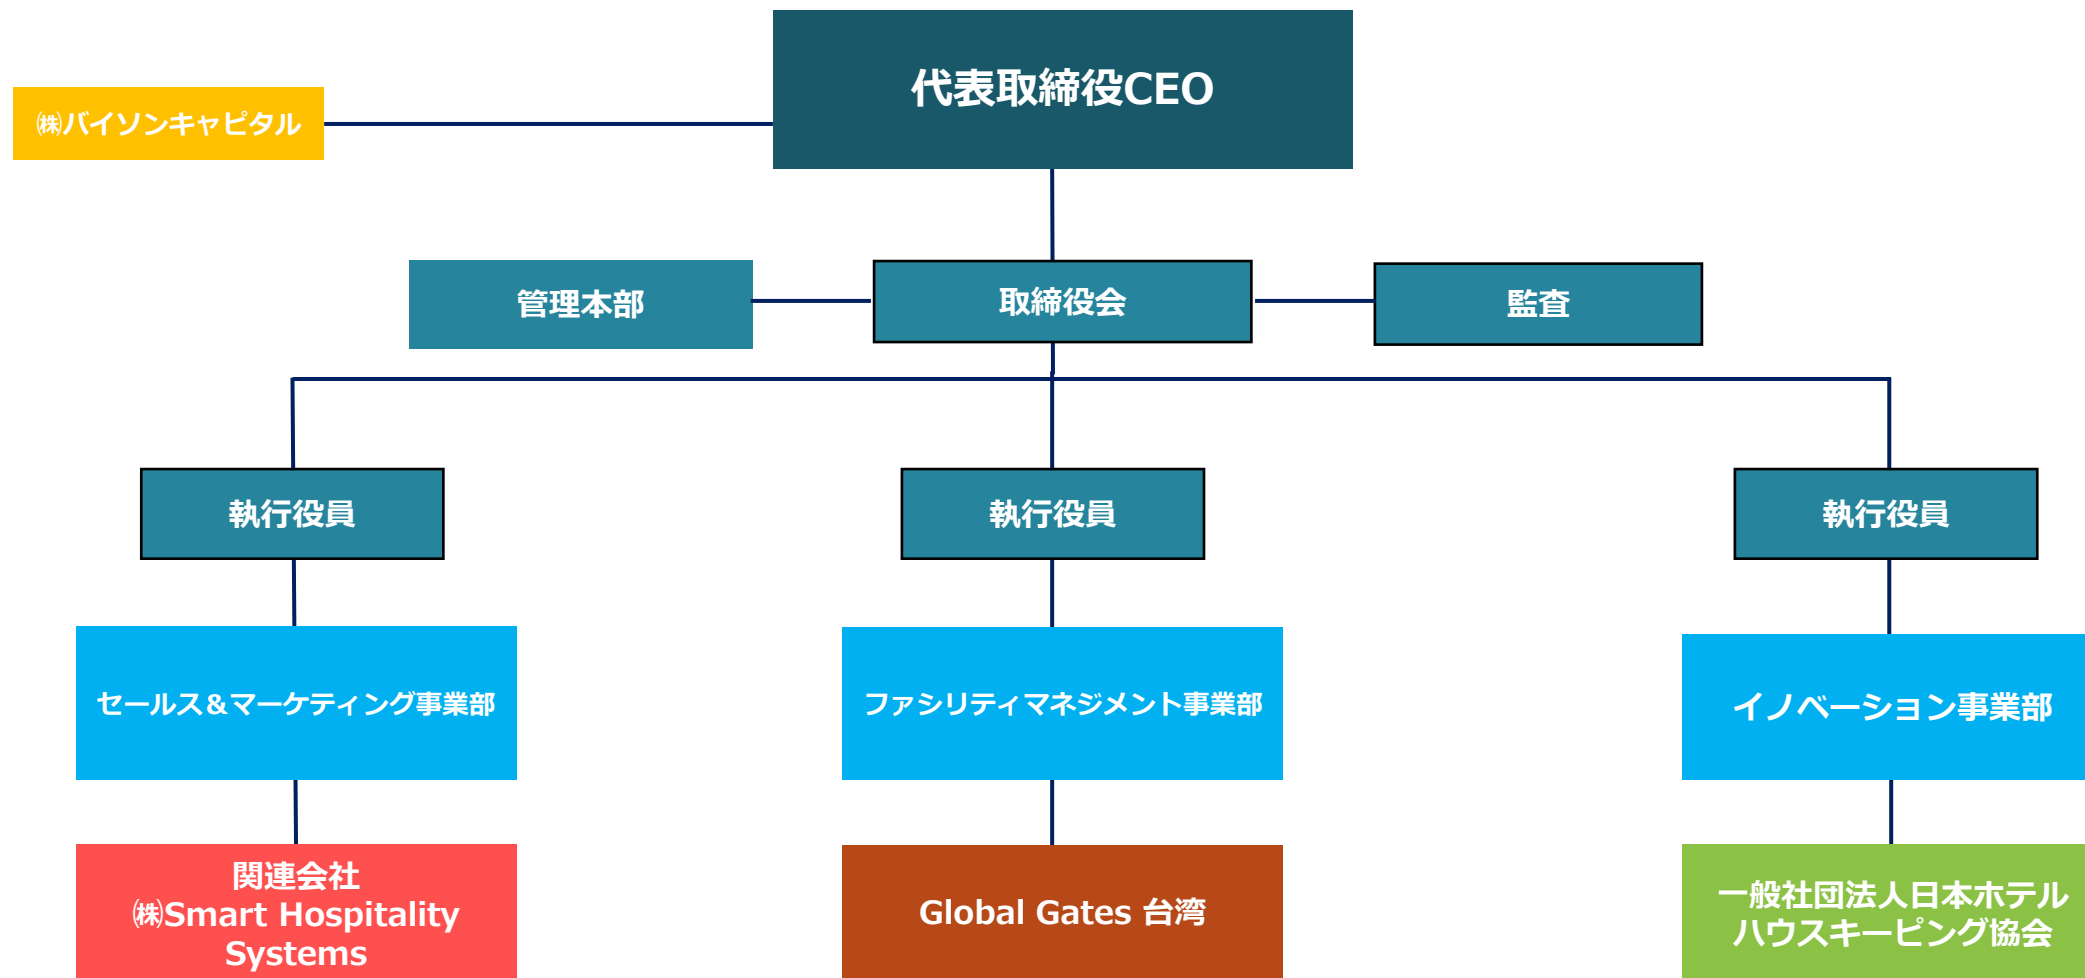 代表取締役CEO
㈱バイソンキャピタル
管理本部
取締役会
監査
執行役員
執行役員
執行役員
セールス&マーケティング事業部
ファシリティマネジメント事業部
イノベーション事業部
関連会社
㈱Smart Hospitality
Systems
Global Gates 台湾
一般社団法人日本ホテル
ハウスキーピング協会